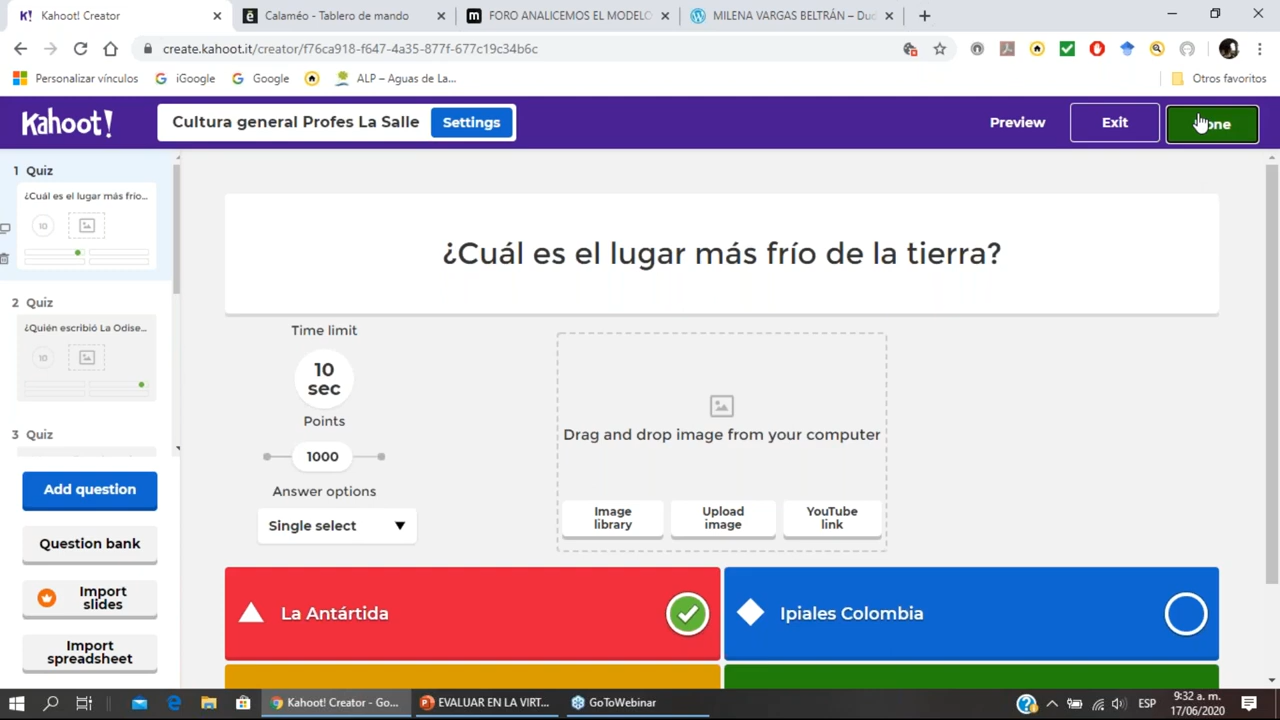 Kahoot! Creator
Calaméo - Tablero de mando
FORO ANALICEMOS EL MODELO
MILENA VARGAS BELTRÁN – Duc
create.kahoot.it/creator/f76ca918-f647-4a35-877f-677c19c34b6c
Personalizar vínculos
iGoogle
Google
ALP – Aguas de La...
Otros favoritos
Kahoot!
Cultura general Profes La Salle
Settings
Preview
Exit
1 Quiz
¿Cuál es el lugar más frío...
10
2 Quiz
¿Quién escribió La Odise...
10
3 Quiz
Add question
Question bank
Import
slides
Import
spreadsheet
¿Cuál es el lugar más frío de la tierra?
Time limit
10
sec
Points
1000
Answer options
Single select
Drag and drop image from your computer
Image
library
Upload
image
YouTube
link
La Antártida
Ipiales Colombia
Kahoot! Creator - Go...
EVALUAR EN LA VIRT...
GoToWebinar
ESP
9:32 a. m.
17/06/2020